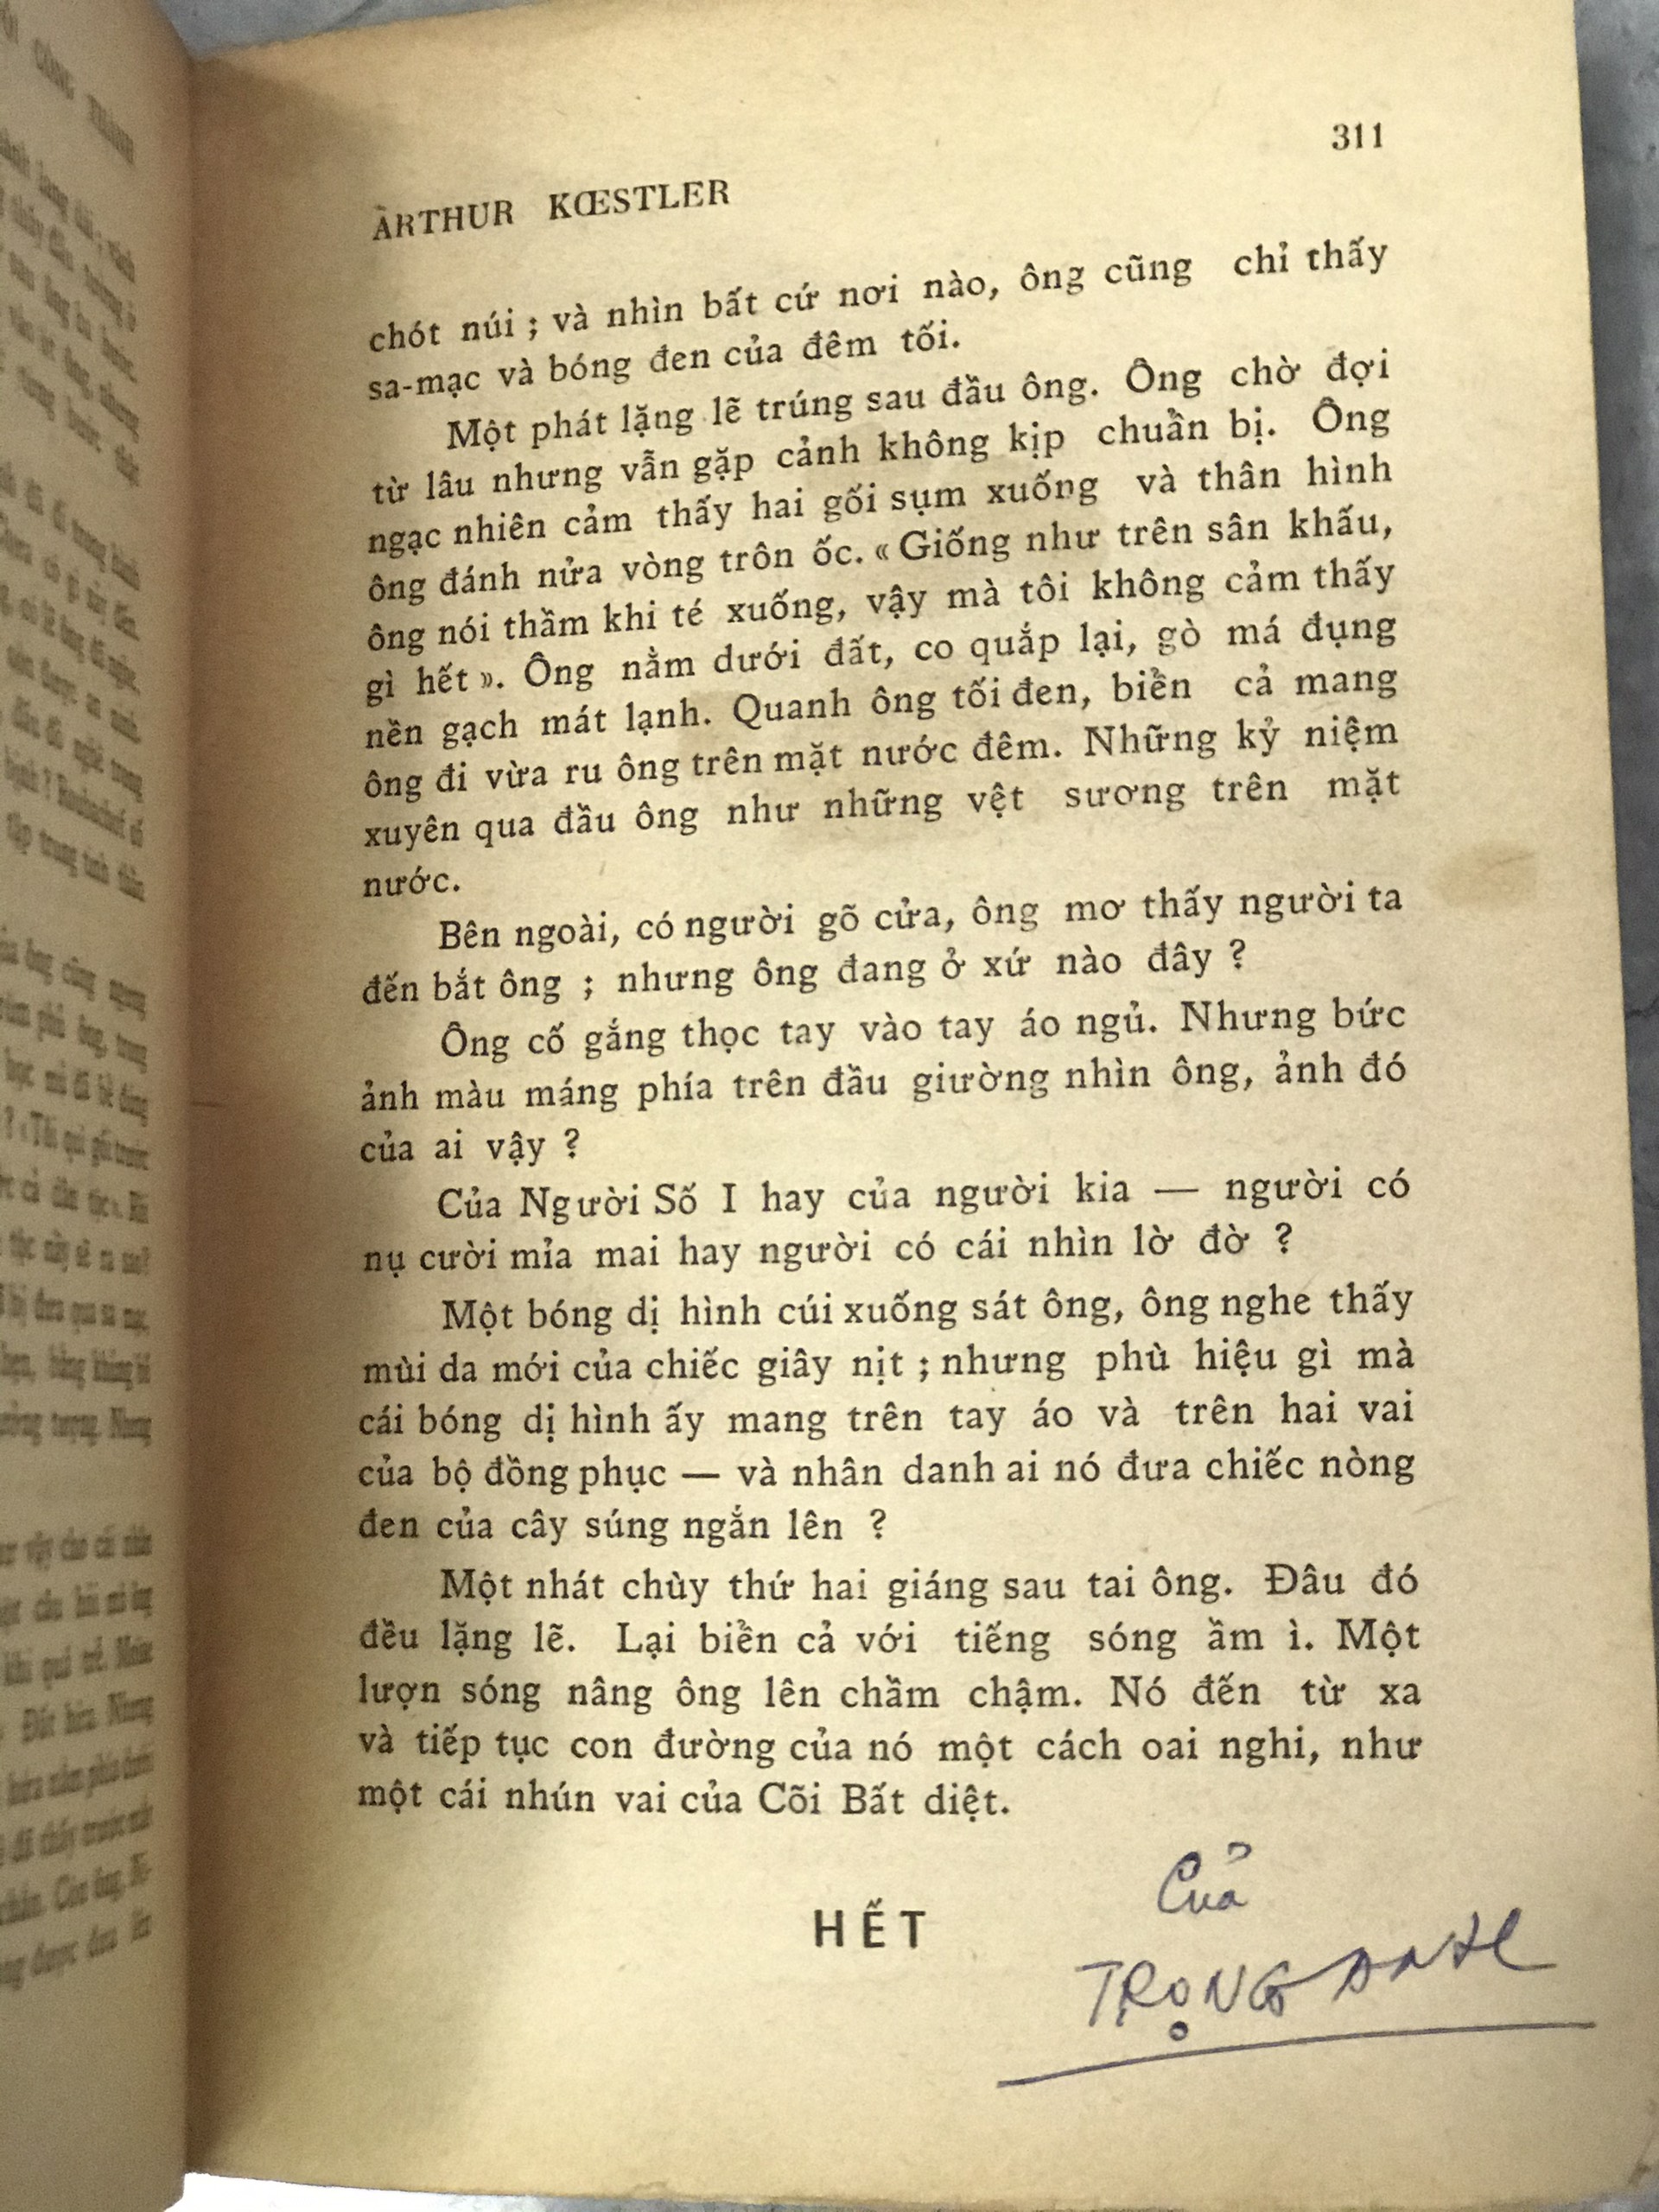 311
ARTHUR KŒSTLER
chót núi ; và nhìn bất cứ nơi nào, ông cũng chỉ thấy
sa-mạc và bóng đen của đêm tối.
Một phát lặng lẽ trúng sau đầu ông. Ông chờ đợi
từ lâu nhưng vẫn gặp cảnh không kịp chuẩn bị. Ông
ngạc nhiên cảm thấy hai gối sụm xuống và thân hình
ông đánh nửa vòng trôn ốc. « Giống như trên sân khấu,
ông nói thầm khi té xuống, vậy mà tôi không cảm thấy
gì hết ». Ông nằm dưới đất, co quắp lại, gò má đụng
nền gạch mát lạnh. Quanh ông tối đen, biển cả mang
ông đi vừa ru ông trên mặt nước đêm. Những kỷ niệm
xuyên qua đầu ông như những vệt sương trên mặt
nước.
Bên ngoài, có người gõ cửa, ông mơ thấy người ta
đến bắt ông ; nhưng ông đang ở xứ nào đây ?
Ông cố gắng thọc tay vào tay áo ngủ. Nhưng bức
ảnh màu máng phía trên đầu giường nhìn ông, ảnh đó
của ai vậy ?
Của Người Số I hay của người kia — người có
nụ cười mỉa mai hay người có cái nhìn lờ đờ ?
Một bóng dị hình cúi xuống sát ông, ông nghe thấy
mùi da mới của chiếc giây nịt ; nhưng phù hiệu gì mà
cái bóng dị hình ấy mang trên tay áo và trên hai vai
của bộ đồng phục — và nhân danh ai nó đưa chiếc nòng
đen của cây súng ngắn lên ?
Một nhát chùy thứ hai giáng sau tai ông. Đâu đó
đều lặng lẽ. Lại biển cả với tiếng sóng ầm ì. Một
lượn sóng nâng ông lên chầm chậm. Nó đến từ xa
và tiếp tục con đường của nó một cách oai nghi, như
một cái nhún vai của Cõi Bất diệt.
HẾT
Của
TRỌNG